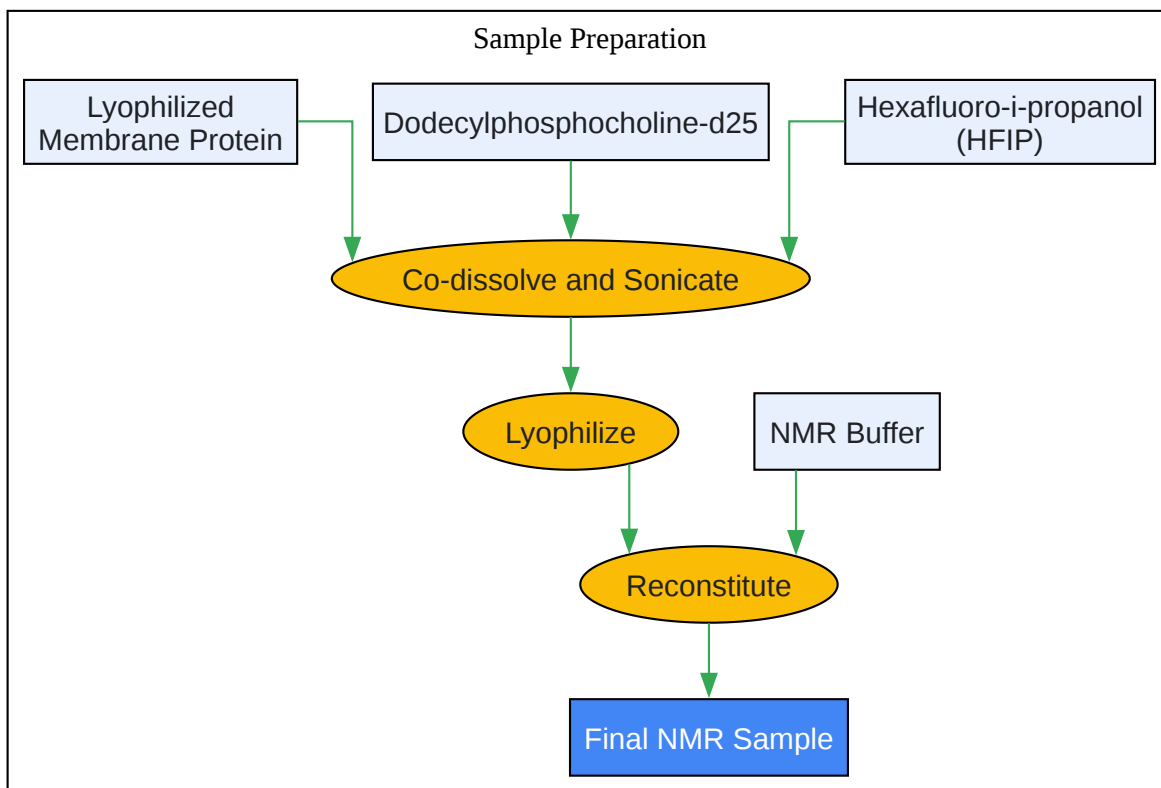 Sample Preparation
Lyophilized
Membrane Protein
Dodecylphosphocholine-d25
Hexafluoro-i-propanol
(HFIP)
Co-dissolve and Sonicate
Lyophilize
NMR Buffer
Reconstitute
Final NMR Sample